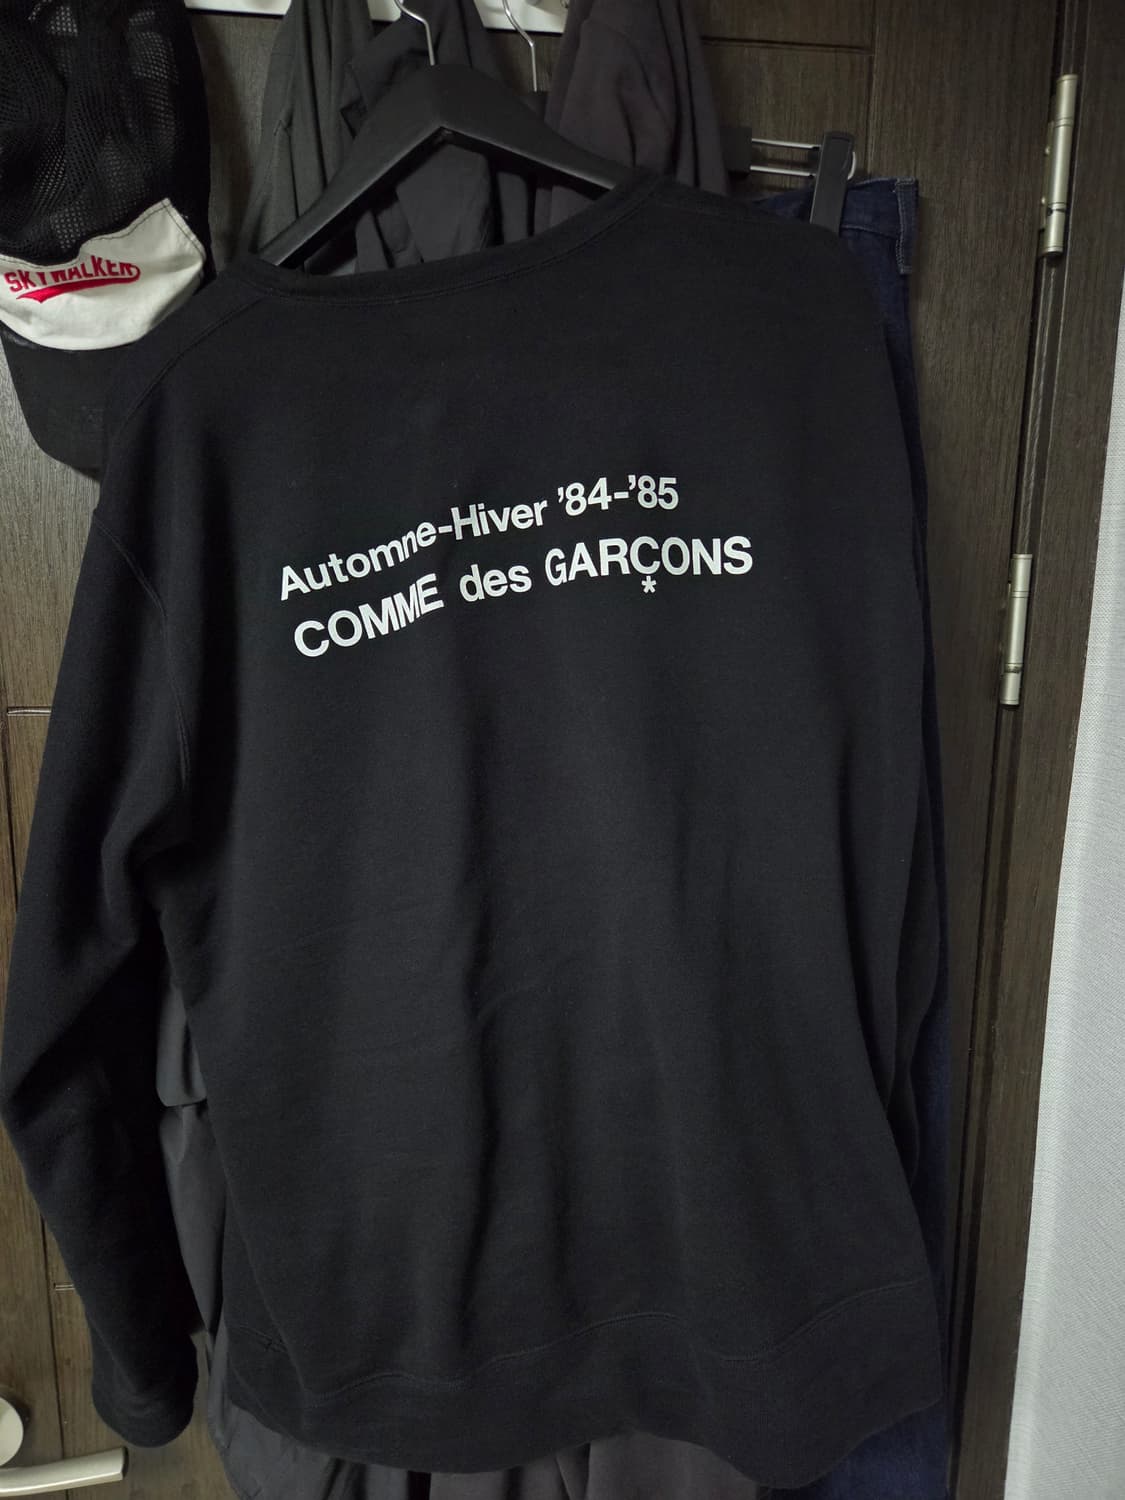 SKYWALKER
Automne-Hiver '84-'85
COMME des GARÇONS
*